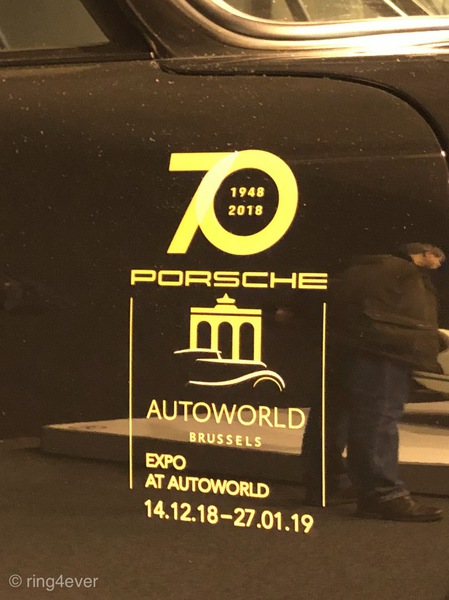 70
1948
2018
PORSCHE
AUTOWORLD
BRUSSELS
EXPO
AT AUTOWORLD
14.12.18–27.01.19
© ring4ever